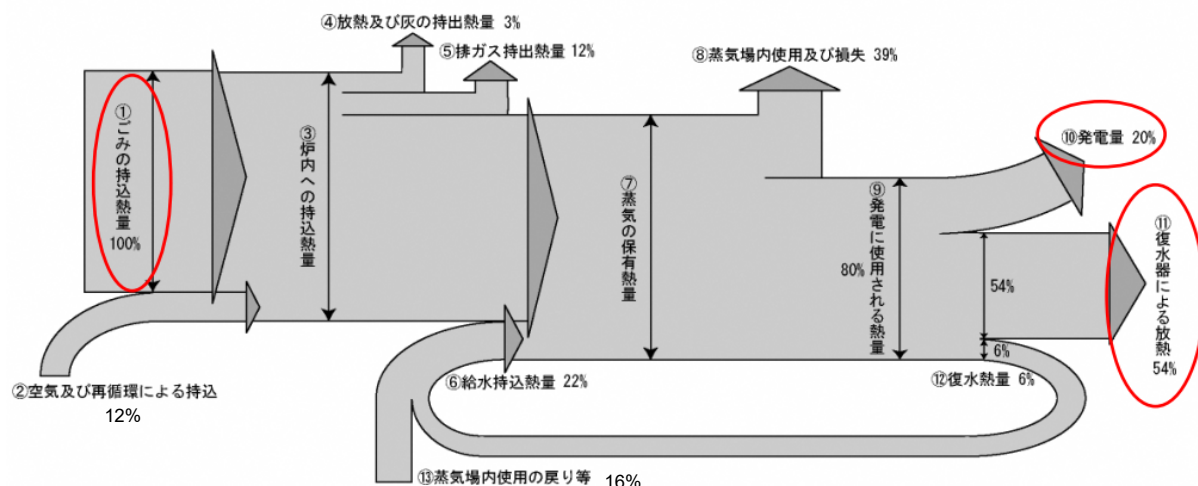 ④放熱及び灰の持出熱量 3%
⑤排ガス持出熱量 12%
⑧蒸気場内使用及び損失 39%
①ごみの持込熱量
100%
③炉内への持込熱量
⑦蒸気の保有熱量
⑨発電に使用される熱量
80%
⑩発電量 20%
⑪復水器による放熱
54%
54%
6%
②空気及び再循環による持込
12%
⑥給水持込熱量 22%
⑫復水熱量 6%
⑬蒸気場内使用の戻り等 16%